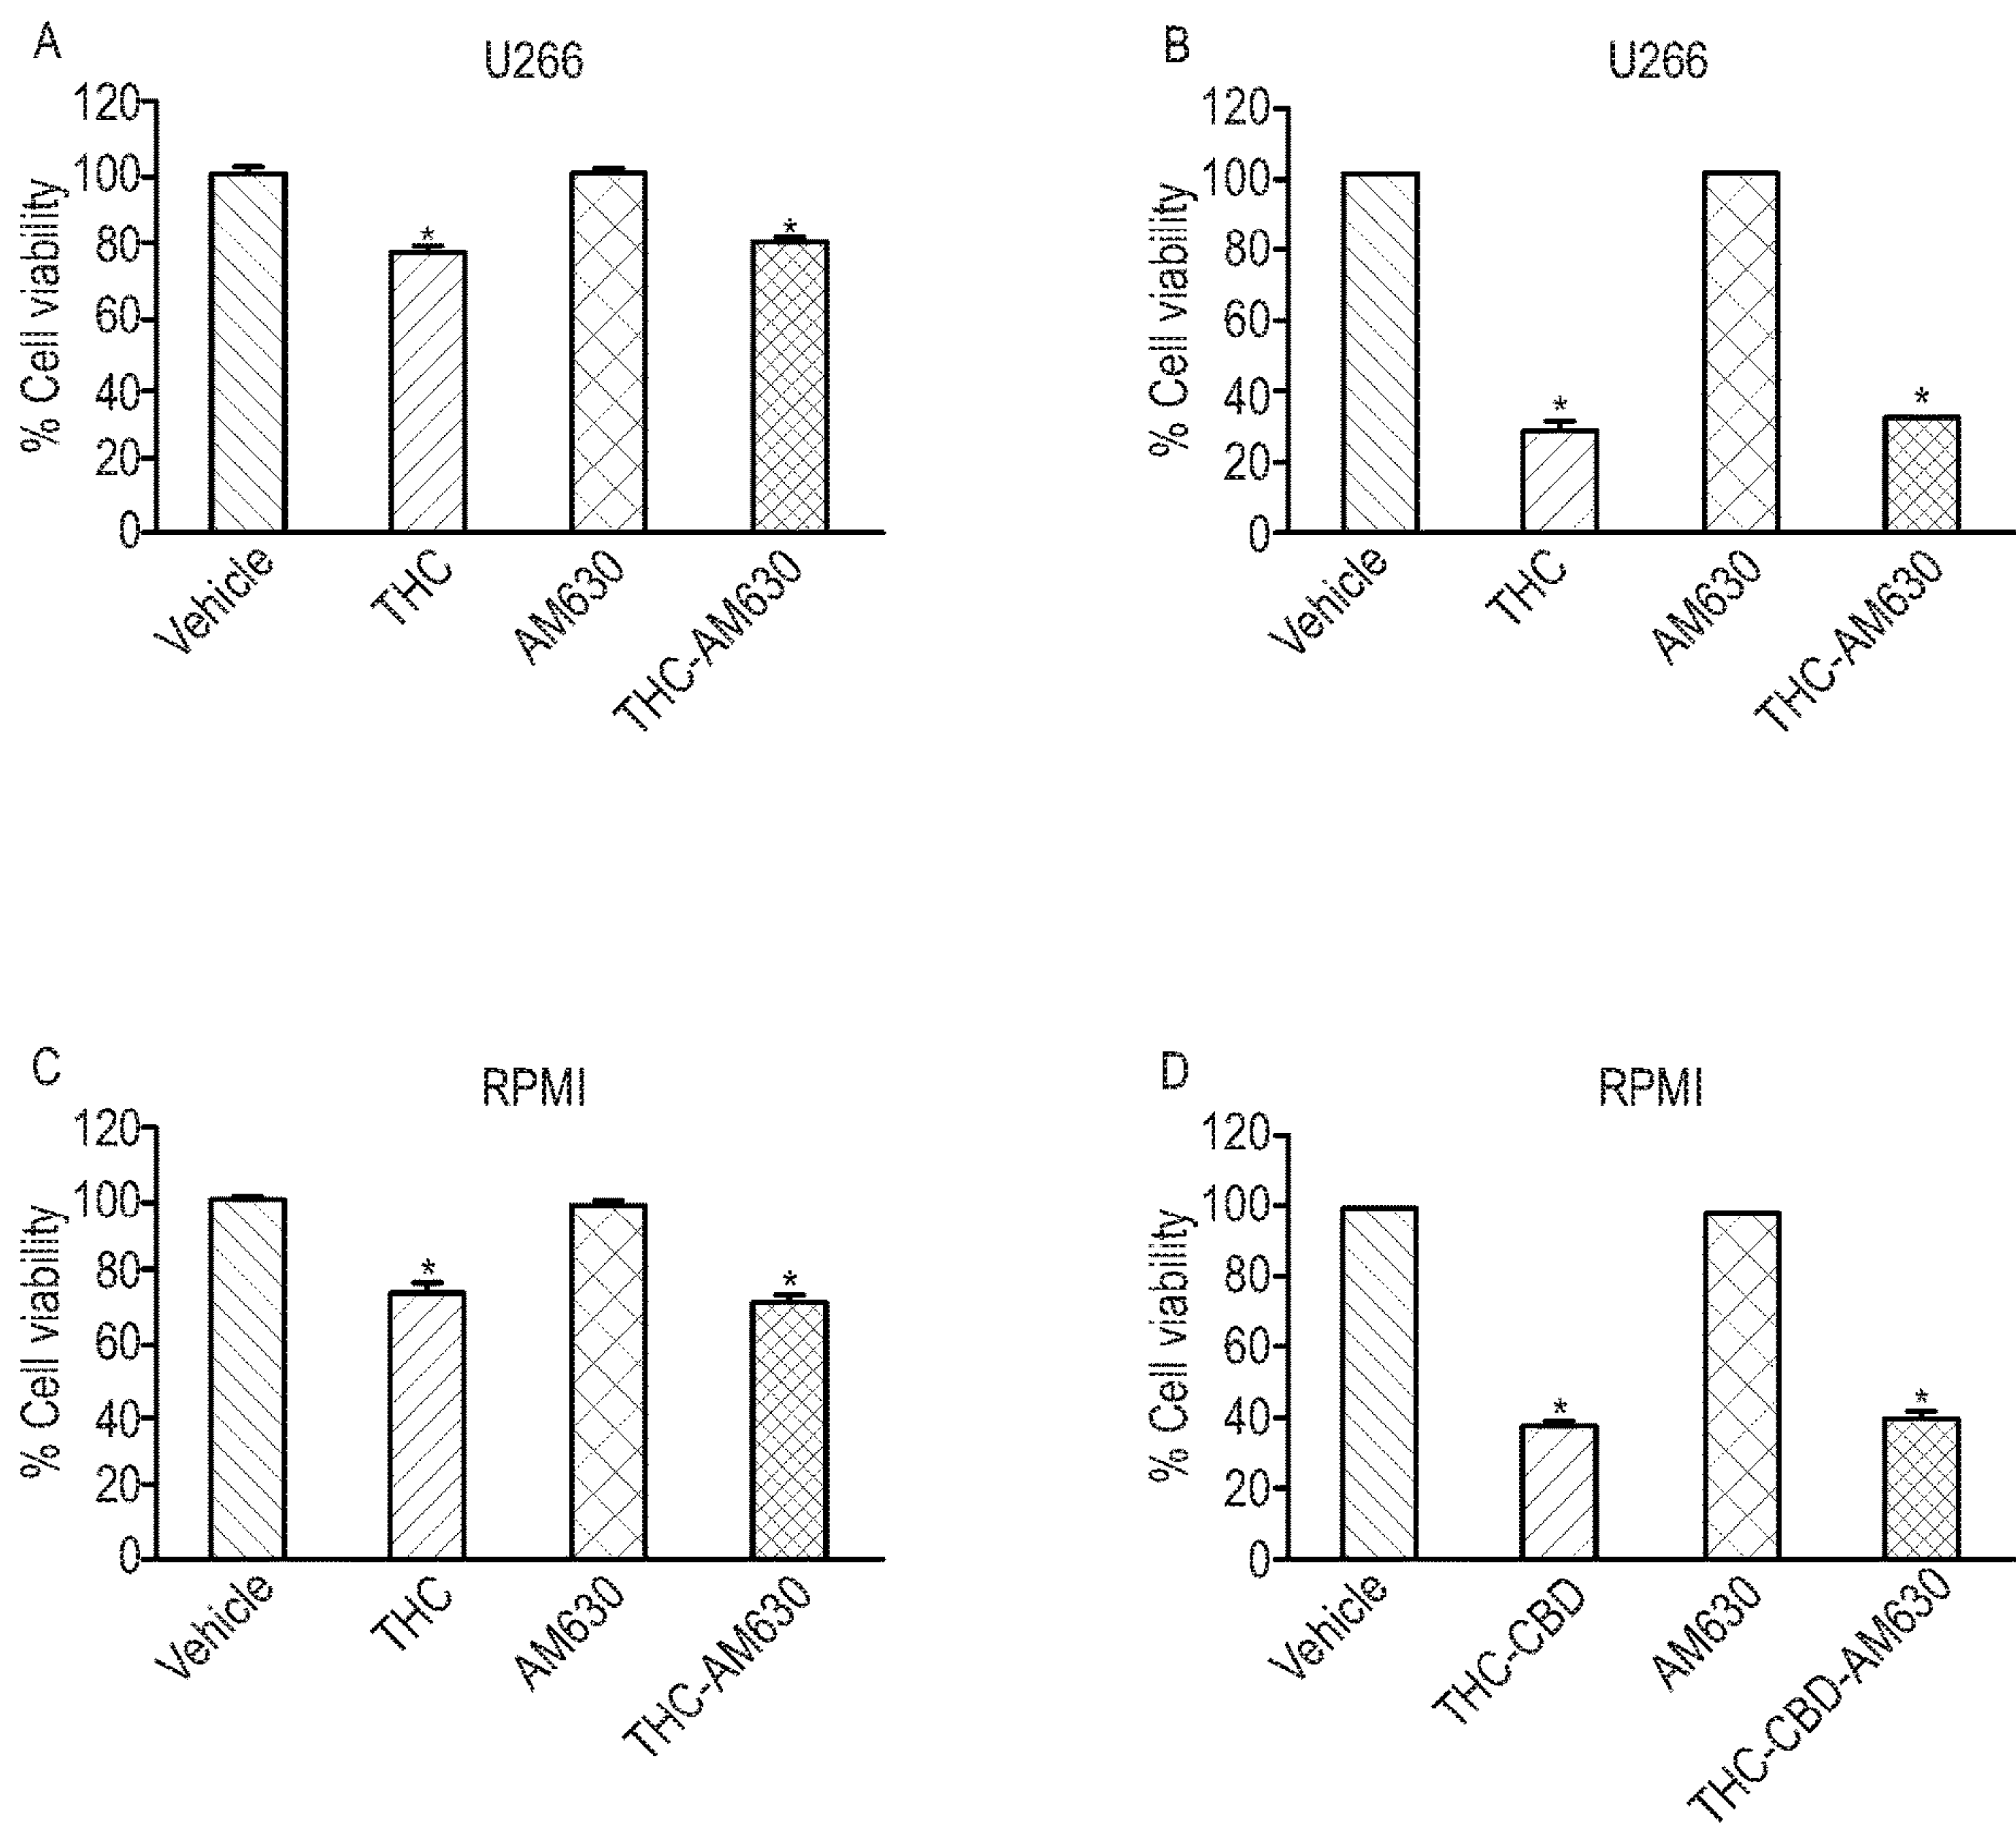 A
U266
% Cell viability
120
100
80
60
40
20
0
*
*
Vehicle
THC
AM630
THC-AM630
B
U266
% Cell viability
120
100
80
60
40
20
0
*
*
Vehicle
THC
AM630
THC-AM630
C
RPMI
% Cell viability
120
100
80
60
40
20
0
*
*
Vehicle
THC
AM630
THC-AM630
D
RPMI
% Cell viability
120
100
80
60
40
20
0
*
*
Vehicle
THC-CBD
AM630
THC-CBD-AM630